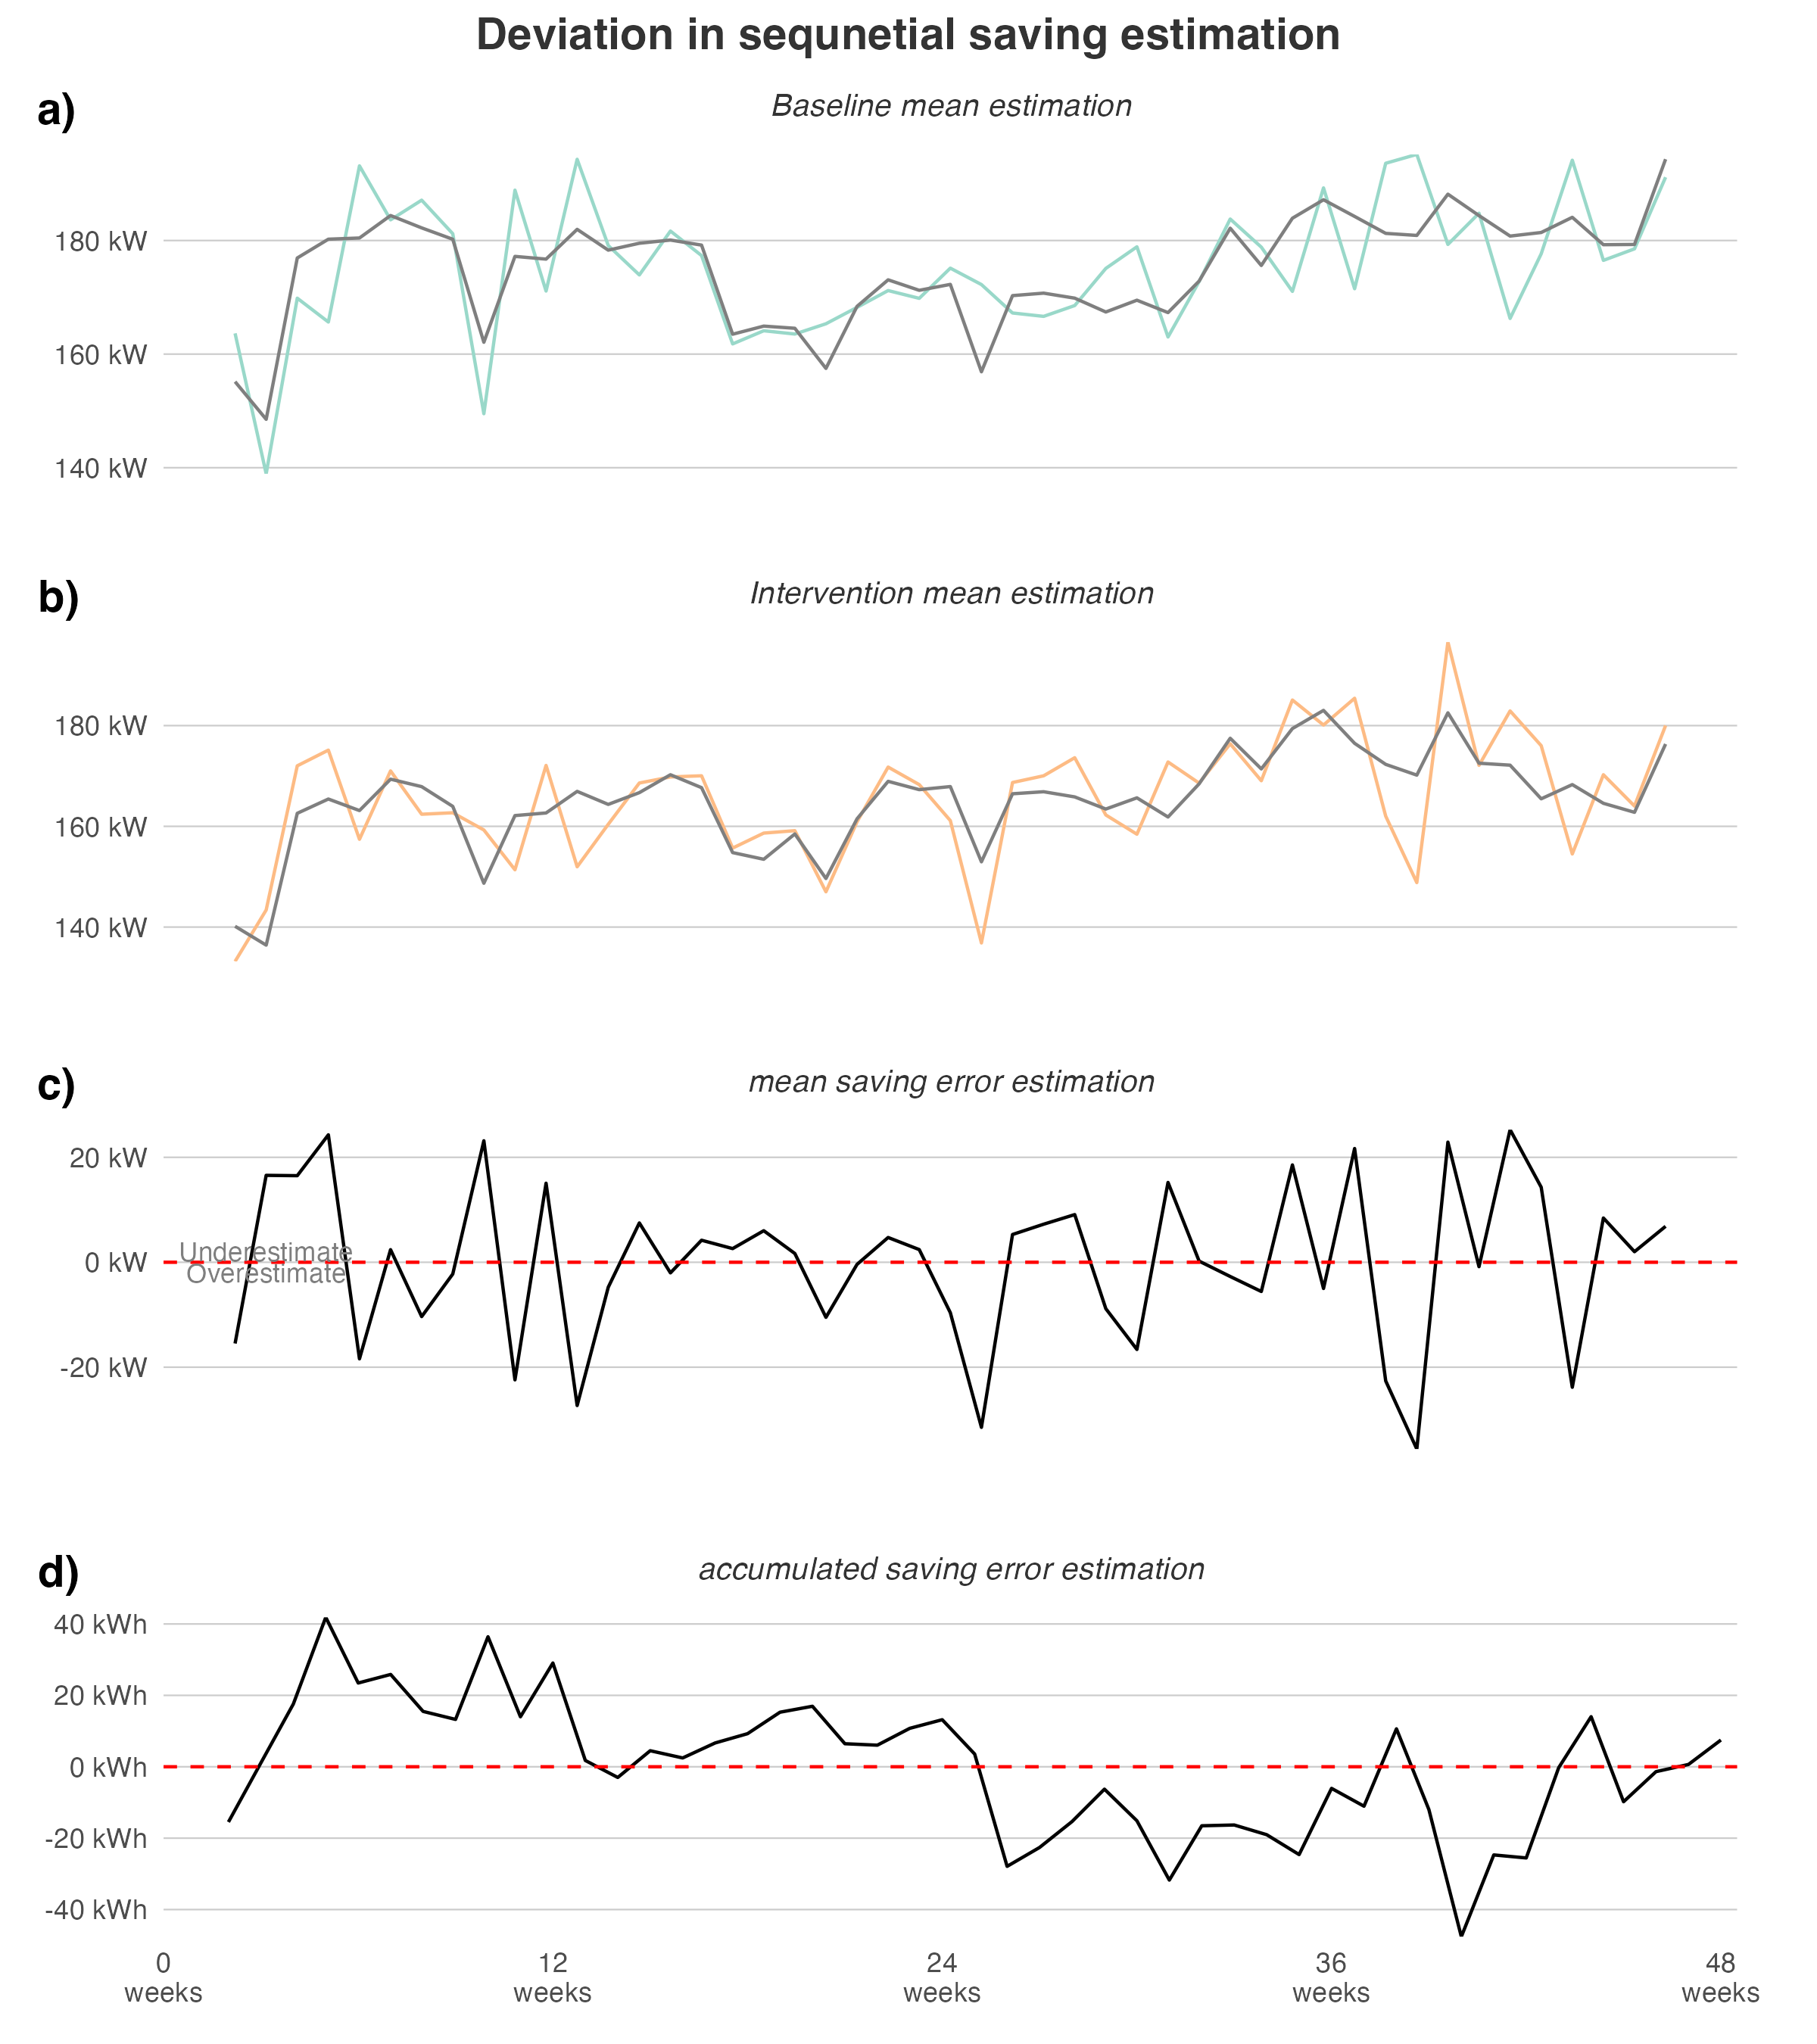 Deviation in sequnetial saving estimation
a)
Baseline mean estimation
180 kW
160 kW
140 kW
b)
Intervention mean estimation
180 kW
160 kW
140 kW
c)
mean saving error estimation
20 kW
Underestimate
0 kW
Overestimate
-20 kW
d)
accumulated saving error estimation
40 kWh
20 kWh
0 kWh
-20 kWh
-40 kWh
0 12 24 36 48
weeks weeks weeks weeks weeks